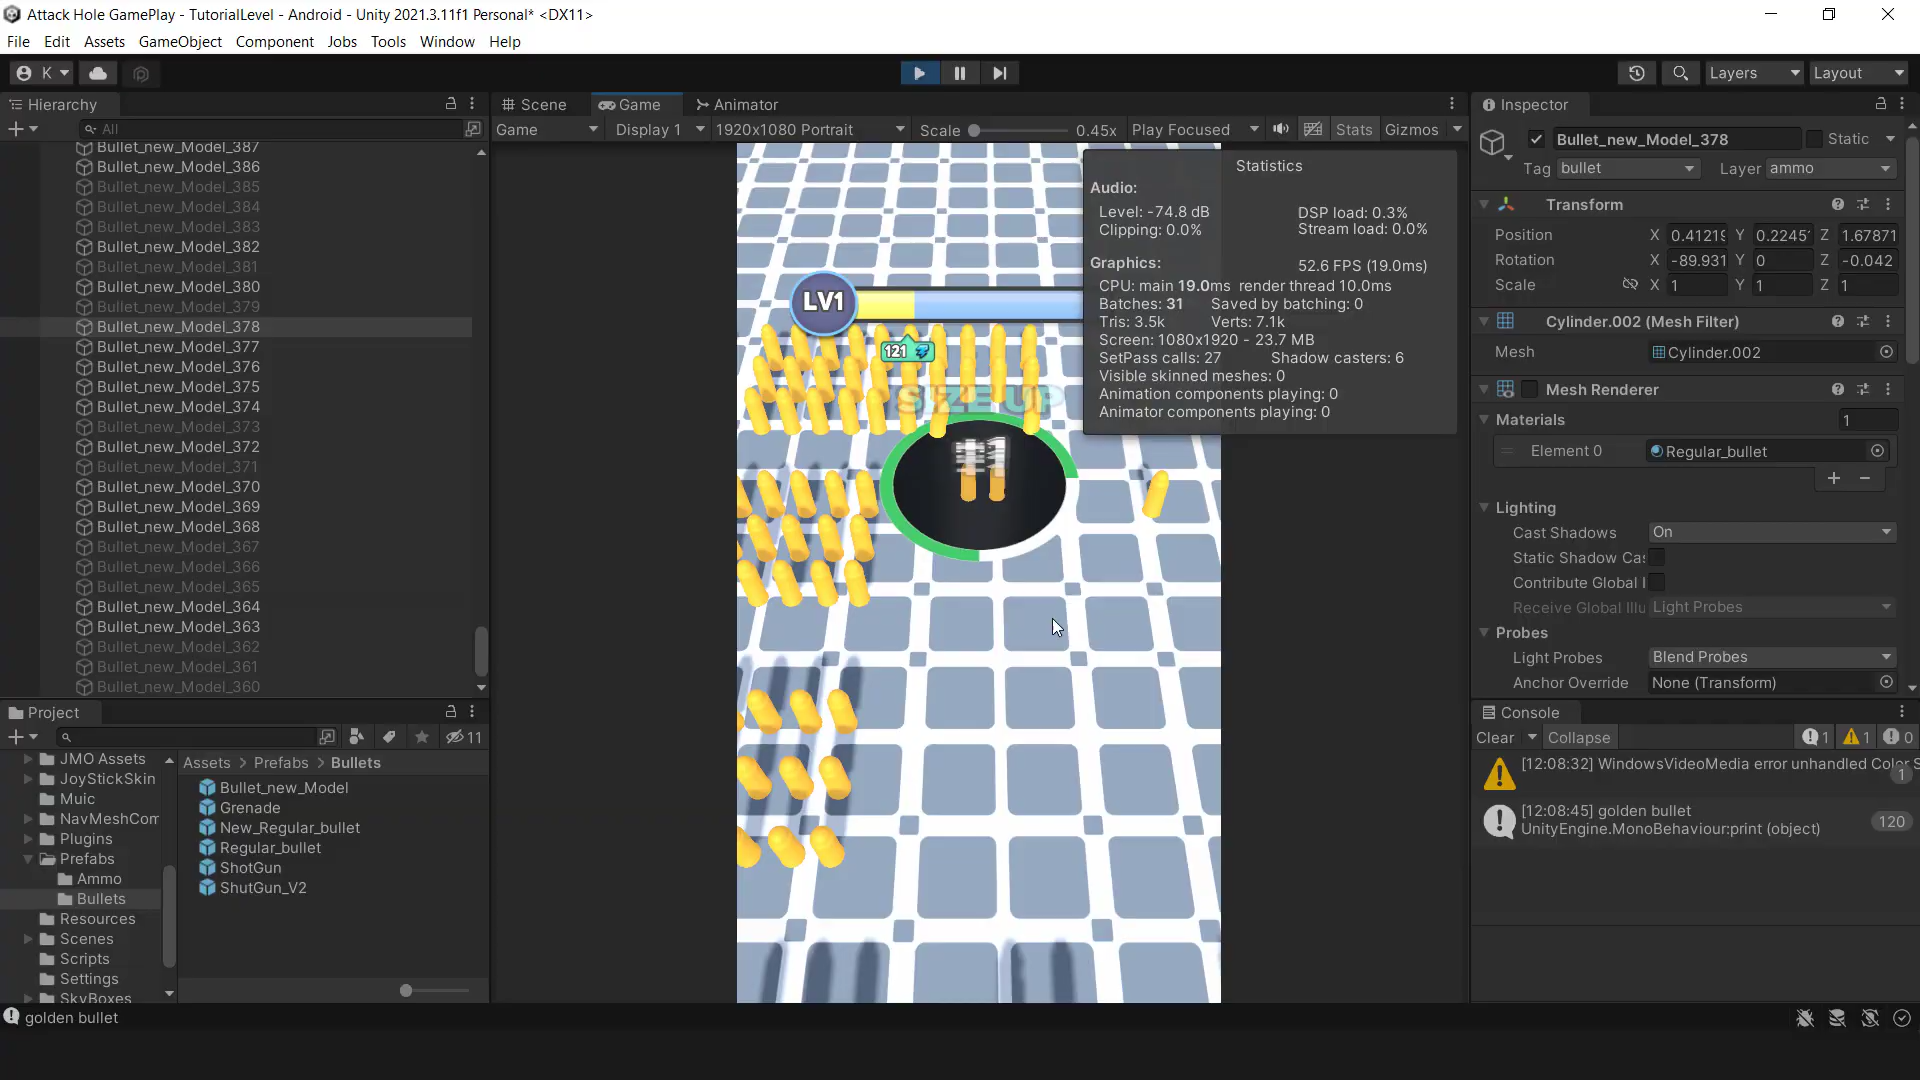 Attack Hole GamePlay - TutorialLevel - Android - Unity 2021.3.11f1 Personal* <DX11>
File Edit Assets GameObject Component Jobs Tools Window Help
K Layers Layout
Hierarchy
All
Bullet_new_Model_387
Bullet_new_Model_386
Bullet_new_Model_385
Bullet_new_Model_384
Bullet_new_Model_383
Bullet_new_Model_382
Bullet_new_Model_381
Bullet_new_Model_380
Bullet_new_Model_379
Bullet_new_Model_378
Bullet_new_Model_377
Bullet_new_Model_376
Bullet_new_Model_375
Bullet_new_Model_374
Bullet_new_Model_373
Bullet_new_Model_372
Bullet_new_Model_371
Bullet_new_Model_370
Bullet_new_Model_369
Bullet_new_Model_368
Bullet_new_Model_367
Bullet_new_Model_366
Bullet_new_Model_365
Bullet_new_Model_364
Bullet_new_Model_363
Bullet_new_Model_362
Bullet_new_Model_361
Bullet_new_Model_360
Scene Game Animator
Game Display 1 1920x1080 Portrait Scale 0.45x Play Focused Stats Gizmos
LV1
121
SIZE UP
Statistics
Audio:
Level: -74.8 dB DSP load: 0.3%
Clipping: 0.0% Stream load: 0.0%
Graphics: 52.6 FPS (19.0ms)
CPU: main 19.0ms render thread 10.0ms
Batches: 31 Saved by batching: 0
Tris: 3.5k Verts: 7.1k
Screen: 1080x1920 - 23.7 MB
SetPass calls: 27 Shadow casters: 6
Visible skinned meshes: 0
Animation components playing: 0
Animator components playing: 0
Inspector
Bullet_new_Model_378 Static
Tag bullet Layer ammo
Transform
Position X 0.41219 Y 0.2245 Z 1.67871
Rotation X -89.931 Y 0 Z -0.042
Scale X 1 Y 1 Z 1
Cylinder.002 (Mesh Filter)
Mesh Cylinder.002
Mesh Renderer
Materials 1
Element 0 Regular_bullet
Lighting
Cast Shadows On
Static Shadow Cas
Contribute Global I
Receive Global Illu Light Probes
Probes
Light Probes Blend Probes
Anchor Override None (Transform)
Project
11
JMO Assets
JoyStickSkin
Muic
NavMeshCom
Plugins
Prefabs
Ammo
Bullets
Resources
Scenes
Scripts
Settings
SkyBoxes
Assets > Prefabs > Bullets
Bullet_new_Model
Grenade
New_Regular_bullet
Regular_bullet
ShotGun
ShutGun_V2
Console
Clear Collapse 1 1 0
[12:08:32] WindowsVideoMedia error unhandled Color S
1
[12:08:45] golden bullet
UnityEngine.MonoBehaviour:print (object)
120
golden bullet